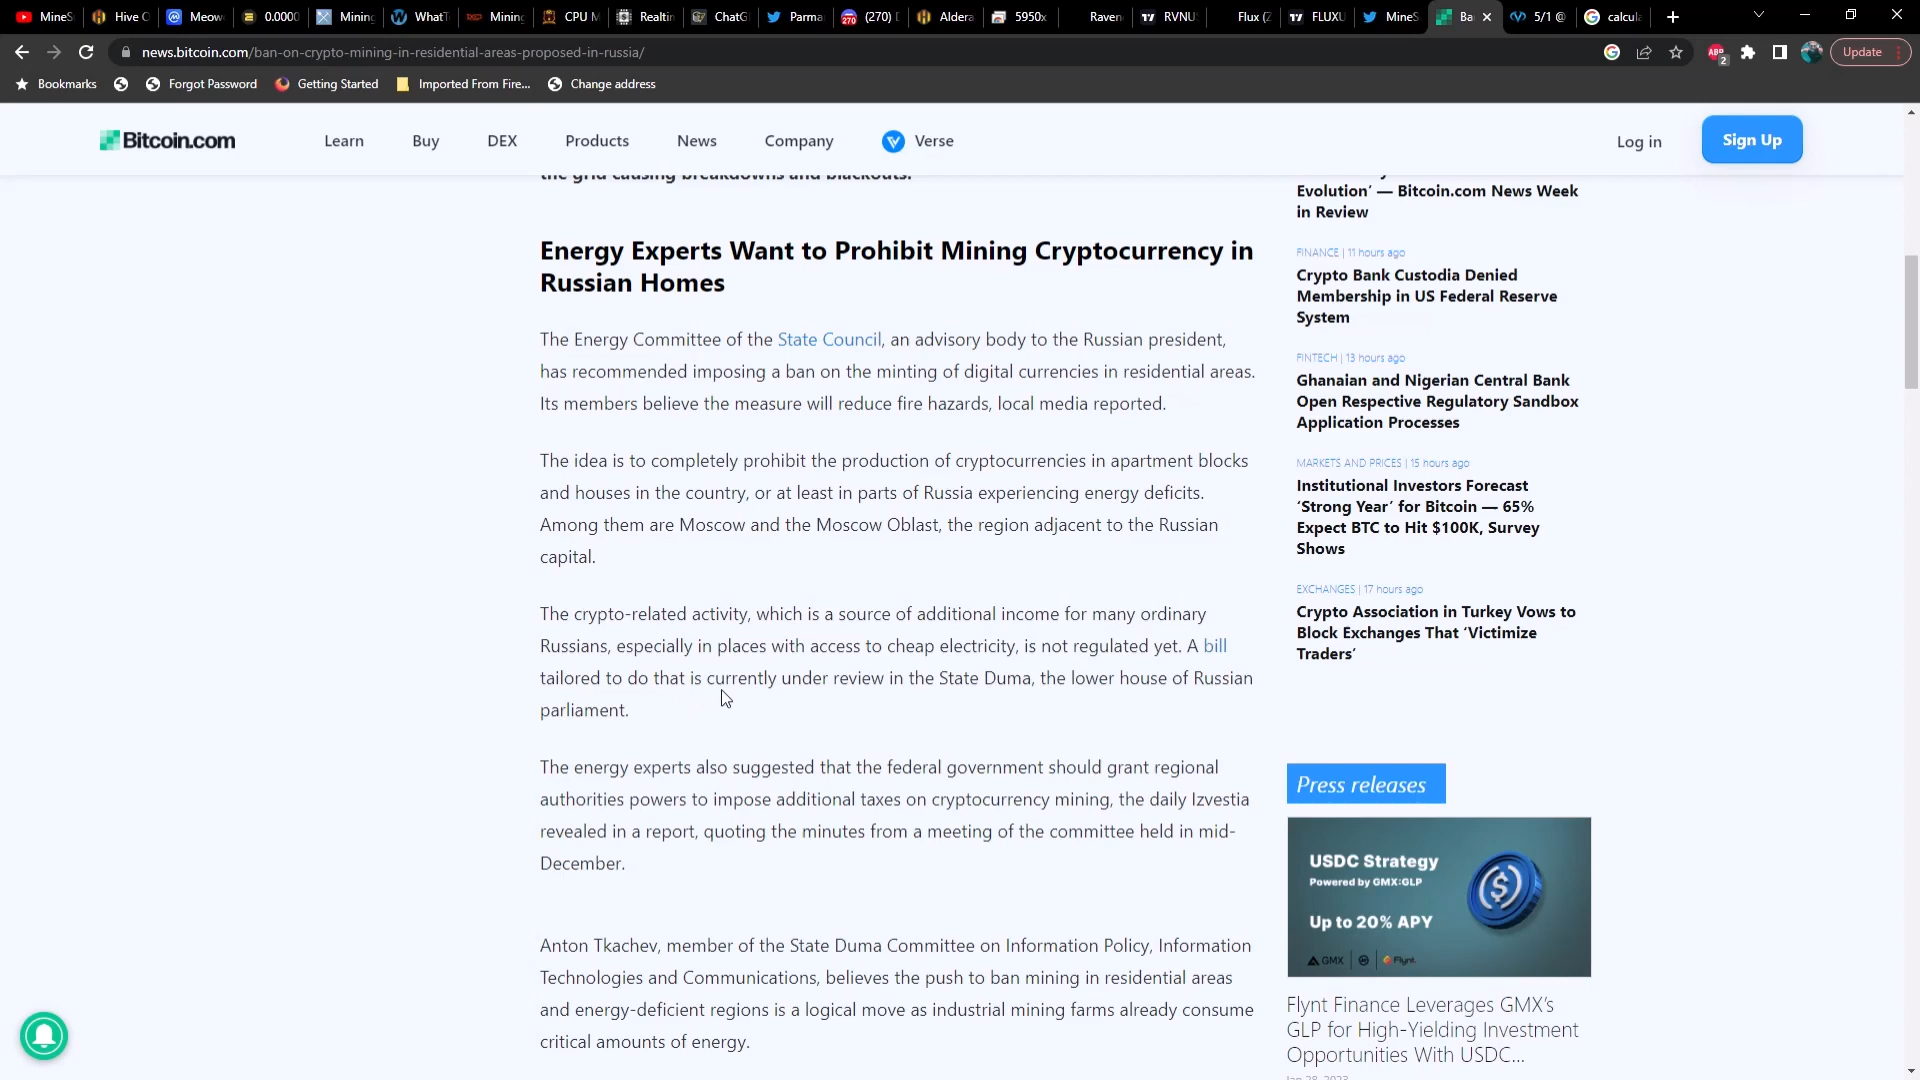 MineS
Hive C
Meow
0.0000
Mining
WhatT
Mining
CPU M
Realtin
ChatG
Parma
(270) D
Aldera
5950x
Raven
RVNUS
Flux (Z
FLUXU
MineS
Ba
5/1 @
calcula
news.bitcoin.com/ban-on-crypto-mining-in-residential-areas-proposed-in-russia/
2
Update
Bookmarks
Forgot Password
Getting Started
Imported From Fire...
Change address
Bitcoin.com
Learn
Buy
DEX
Products
News
Company
Verse
Log in
Sign Up
the grid causing breakdowns and blackouts.
Energy Experts Want to Prohibit Mining Cryptocurrency in
Russian Homes
The Energy Committee of the State Council, an advisory body to the Russian president,
has recommended imposing a ban on the minting of digital currencies in residential areas.
Its members believe the measure will reduce fire hazards, local media reported.
The idea is to completely prohibit the production of cryptocurrencies in apartment blocks
and houses in the country, or at least in parts of Russia experiencing energy deficits.
Among them are Moscow and the Moscow Oblast, the region adjacent to the Russian
capital.
The crypto-related activity, which is a source of additional income for many ordinary
Russians, especially in places with access to cheap electricity, is not regulated yet. A bill
tailored to do that is currently under review in the State Duma, the lower house of Russian
parliament.
The energy experts also suggested that the federal government should grant regional
authorities powers to impose additional taxes on cryptocurrency mining, the daily Izvestia
revealed in a report, quoting the minutes from a meeting of the committee held in mid-
December.
Anton Tkachev, member of the State Duma Committee on Information Policy, Information
Technologies and Communications, believes the push to ban mining in residential areas
and energy-deficient regions is a logical move as industrial mining farms already consume
critical amounts of energy.
Evolution’ — Bitcoin.com News Week
in Review
FINANCE | 11 hours ago
Crypto Bank Custodia Denied
Membership in US Federal Reserve
System
FINTECH | 13 hours ago
Ghanaian and Nigerian Central Bank
Open Respective Regulatory Sandbox
Application Processes
MARKETS AND PRICES | 15 hours ago
Institutional Investors Forecast
‘Strong Year’ for Bitcoin — 65%
Expect BTC to Hit $100K, Survey
Shows
EXCHANGES | 17 hours ago
Crypto Association in Turkey Vows to
Block Exchanges That ‘Victimize
Traders’
Press releases
USDC Strategy
Powered by GMX:GLP
Up to 20% APY
GMX
Flynt.
Flynt Finance Leverages GMX’s
GLP for High-Yielding Investment
Opportunities With USDC...
Jan 28, 2023